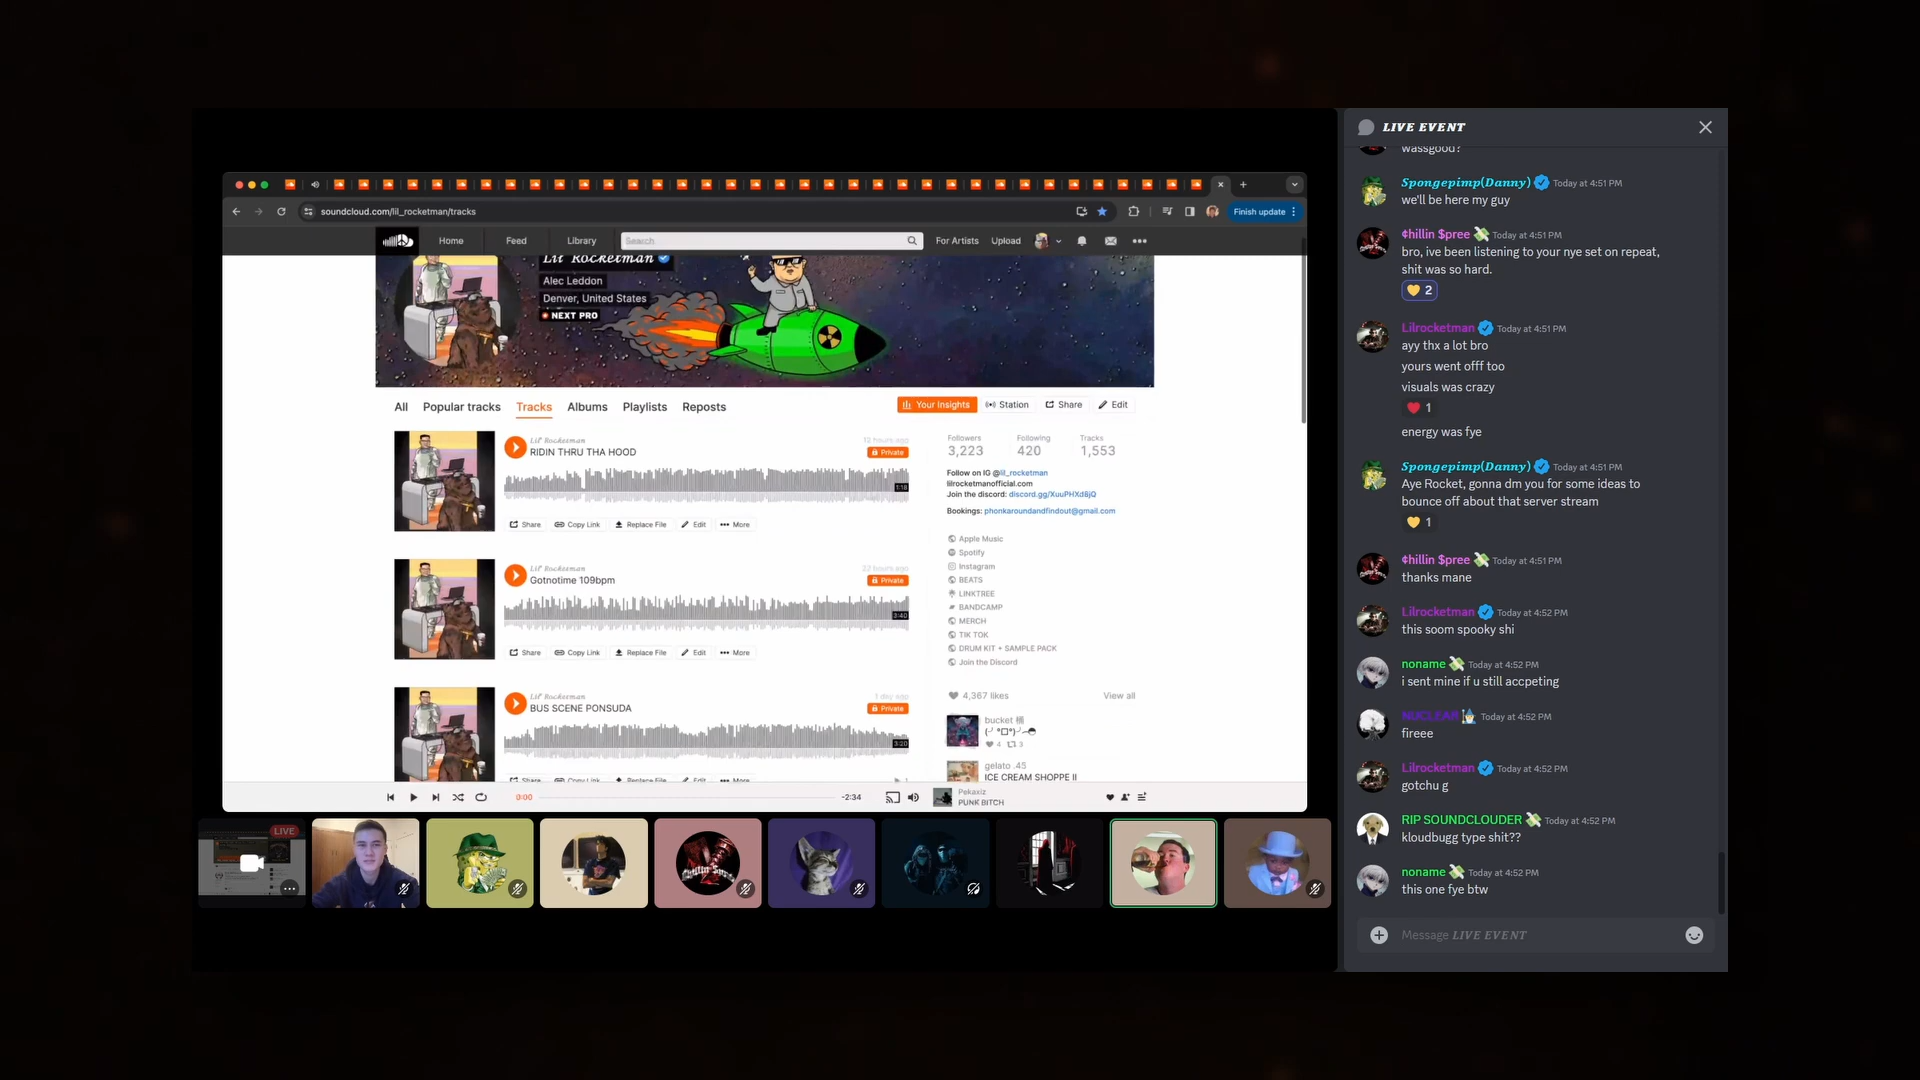 soundcloud.com/lil_rocketman/tracks
Finish update
Home
Feed
Library
Search
For Artists
Upload
Lil' Rocketman
Alec Leddon
Denver, United States
NEXT PRO
All
Popular tracks
Tracks
Albums
Playlists
Reposts
Your Insights
Station
Share
Edit
Lil' Rocketman
RIDIN THRU THA HOOD
Private
1:18
Share
Copy Link
Replace File
Edit
More
Lil' Rocketman
Gotnotime 109bpm
22 hours ago
Private
Share
Copy Link
Replace File
Edit
More
Lil' Rocketman
BUS SCENE PONSUDA
1 day ago
Private
3:20
Share
Copy Link
Replace File
Edit
More
Followers
3,223
Following
420
Tracks
1,553
Follow on IG @lil_rocketman
lilrocketmanofficial.com
Join the discord: discord.gg/XuuPHXd8jQ
Bookings: phonkaroundandfindout@gmail.com
Apple Music
Spotify
Instagram
BEATS
LINKTREE
BANDCAMP
MERCH
TIK TOK
DRUM KIT + SAMPLE PACK
Join the Discord
4,367 likes
View all
bucket 桶
4
3
gelato .45
ICE CREAM SHOPPE II
0:00
-2:34
Pekaxiz
PUNK BITCH
LIVE
LIVE EVENT
wassgood?
Spongepimp(Danny) Today at 4:51 PM
we'll be here my guy
¢hillin $pree Today at 4:51 PM
bro, ive been listening to your nye set on repeat,
shit was so hard.
2
Lilrocketman Today at 4:51 PM
ayy thx a lot bro
yours went offf too
visuals was crazy
1
energy was fye
Spongepimp(Danny) Today at 4:51 PM
Aye Rocket, gonna dm you for some ideas to
bounce off about that server stream
1
¢hillin $pree Today at 4:51 PM
thanks mane
Lilrocketman Today at 4:52 PM
this soom spooky shi
noname Today at 4:52 PM
i sent mine if u still accpeting
NUCLEAR Today at 4:52 PM
fireee
Lilrocketman Today at 4:52 PM
gotchu g
RIP SOUNDCLOUDER Today at 4:52 PM
kloudbugg type shit??
noname Today at 4:52 PM
this one fye btw
Message LIVE EVENT